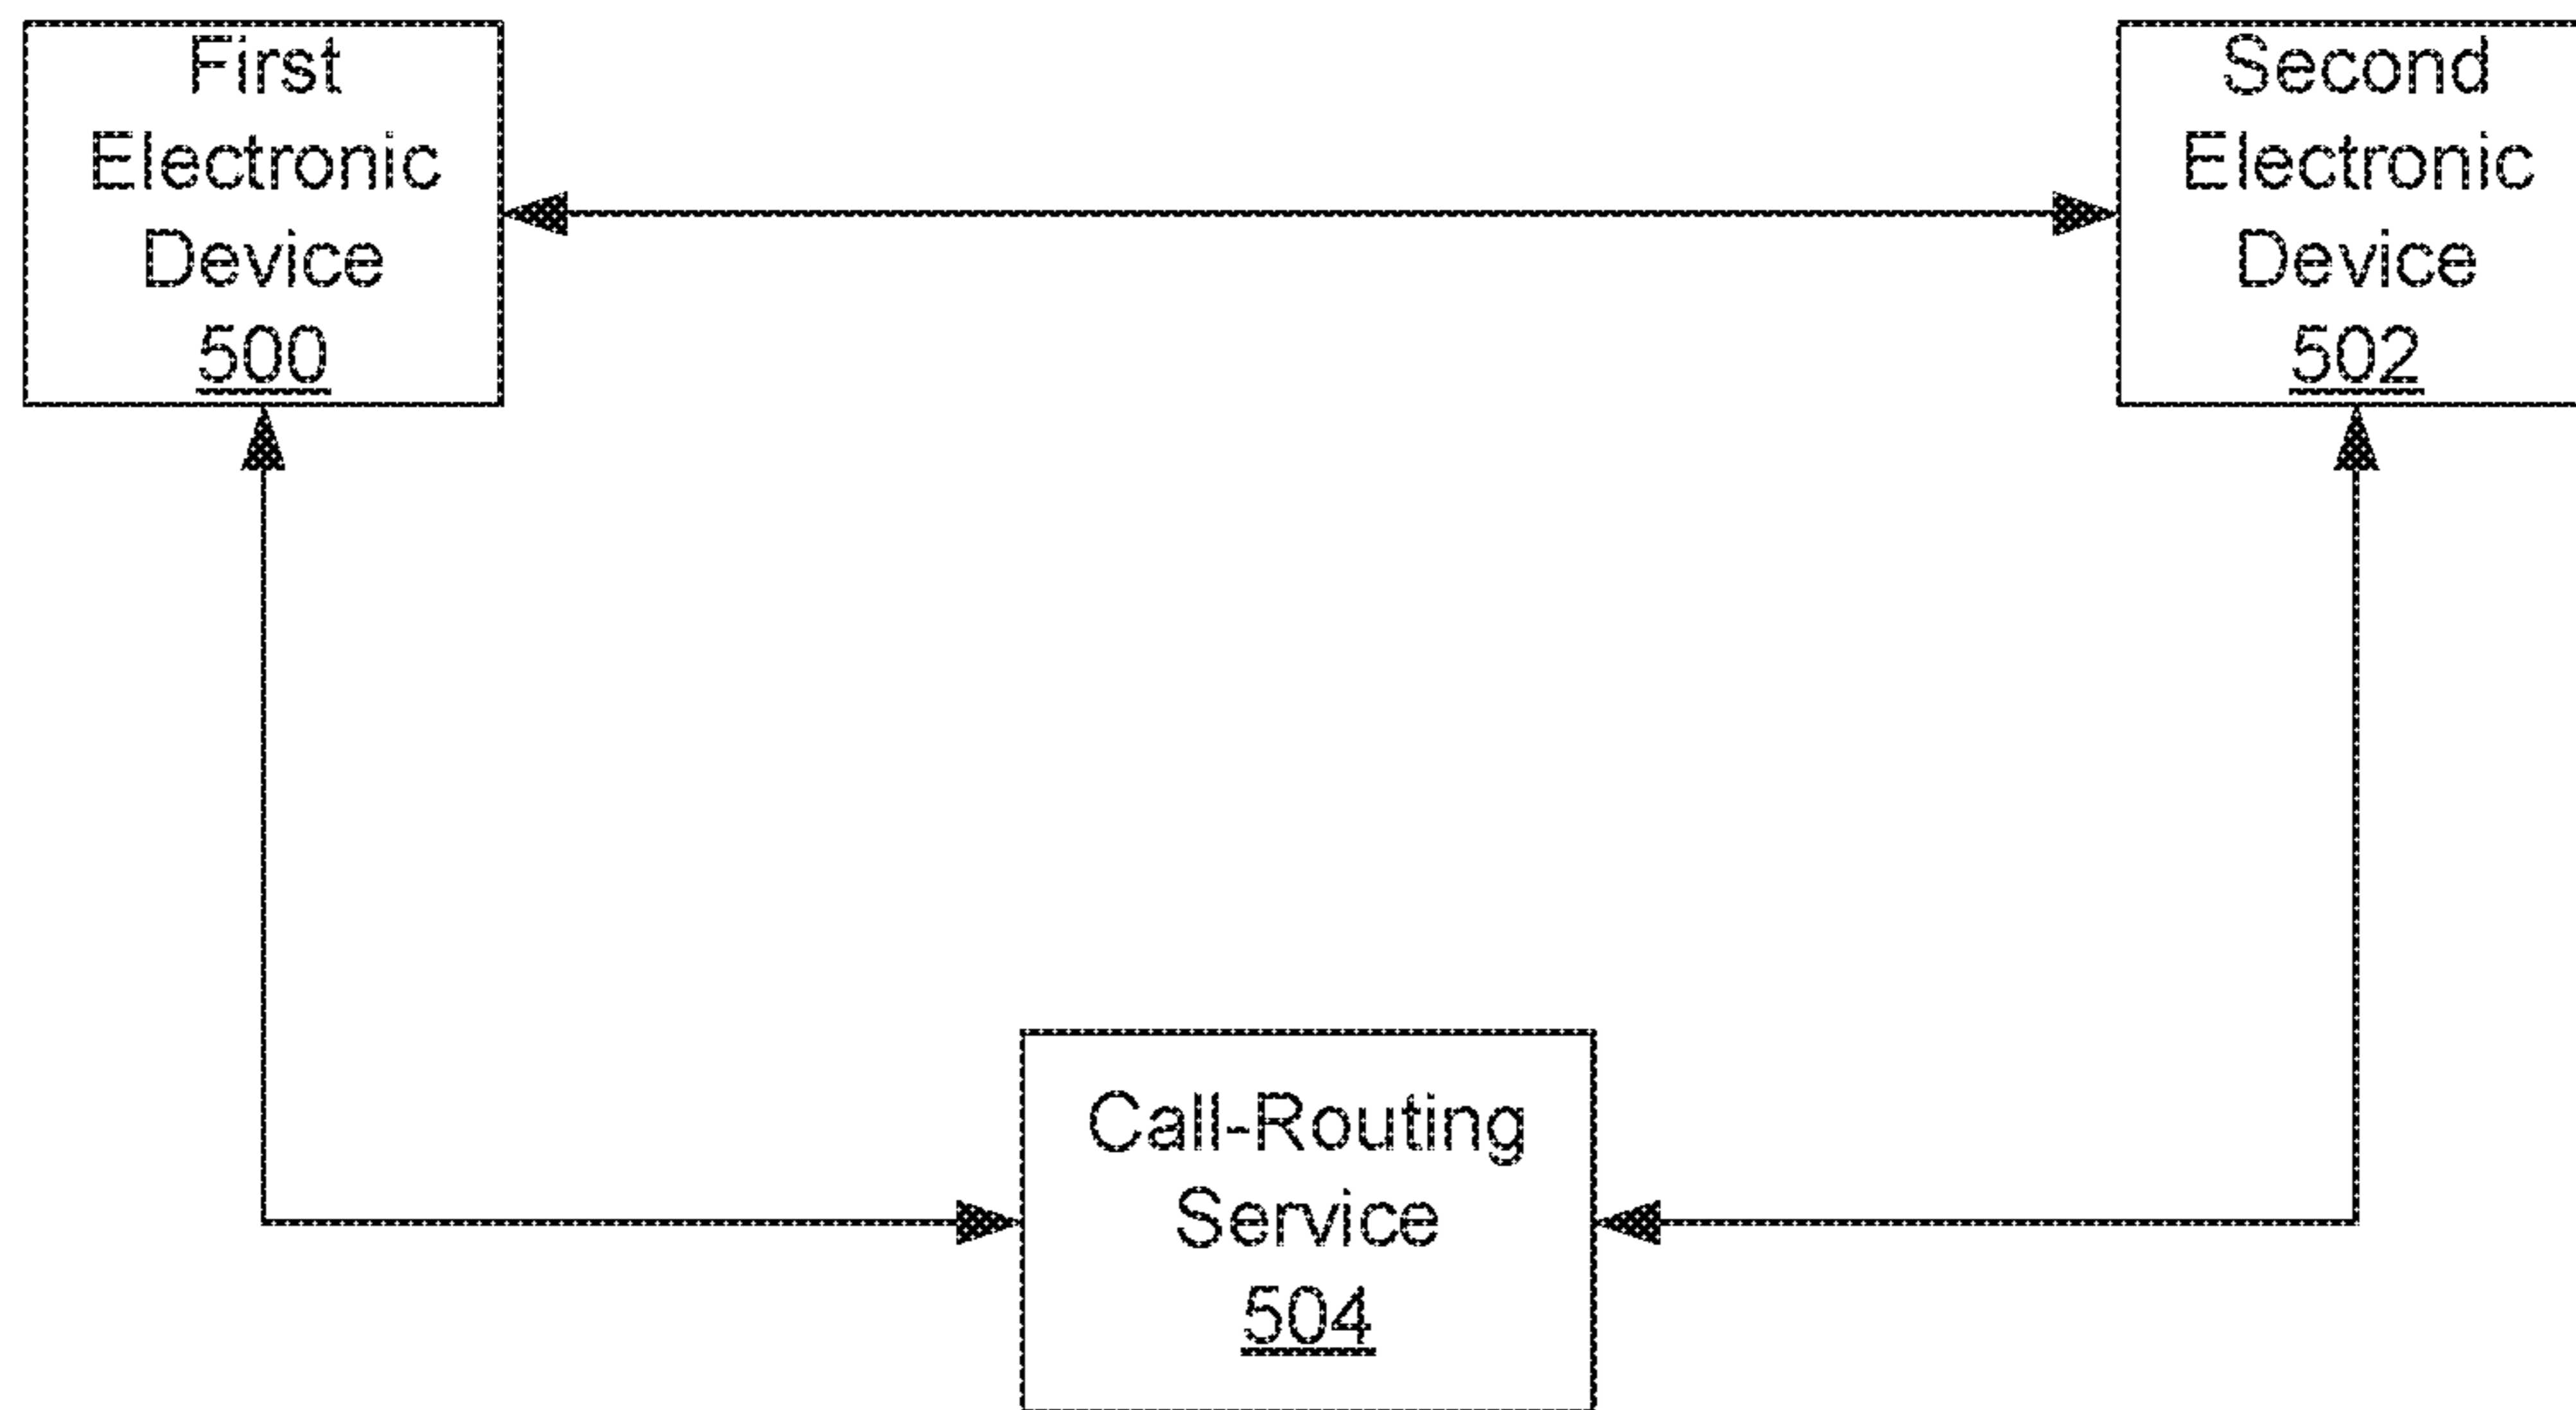 First
Electronic
Device
500
Second
Electronic
Device
502
Call-Routing
Service
504